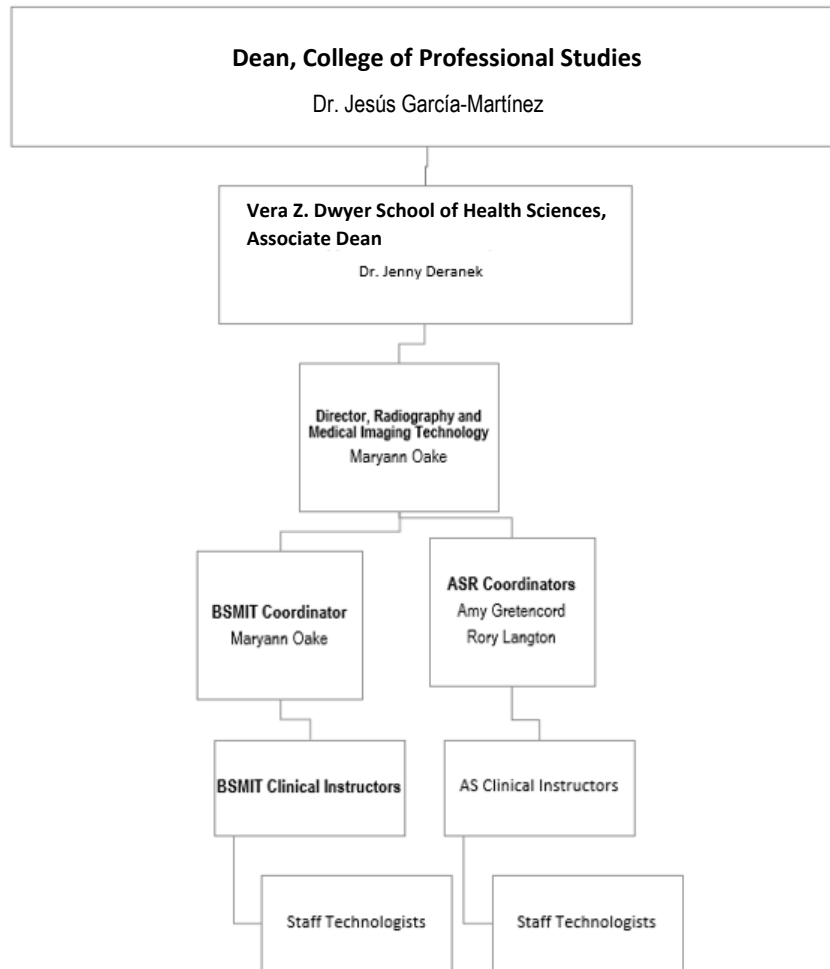 Dean, College of Professional Studies
Dr. Jesús García-Martínez
Vera Z. Dwyer School of Health Sciences,
Associate Dean
Dr. Jenny Deranek
Director, Radiography and
Medical Imaging Technology
Maryann Oake
BSMIT Coordinator
Maryann Oake
ASR Coordinators
Amy Gretencord
Rory Langton
BSMIT Clinical Instructors
AS Clinical Instructors
Staff Technologists
Staff Technologists